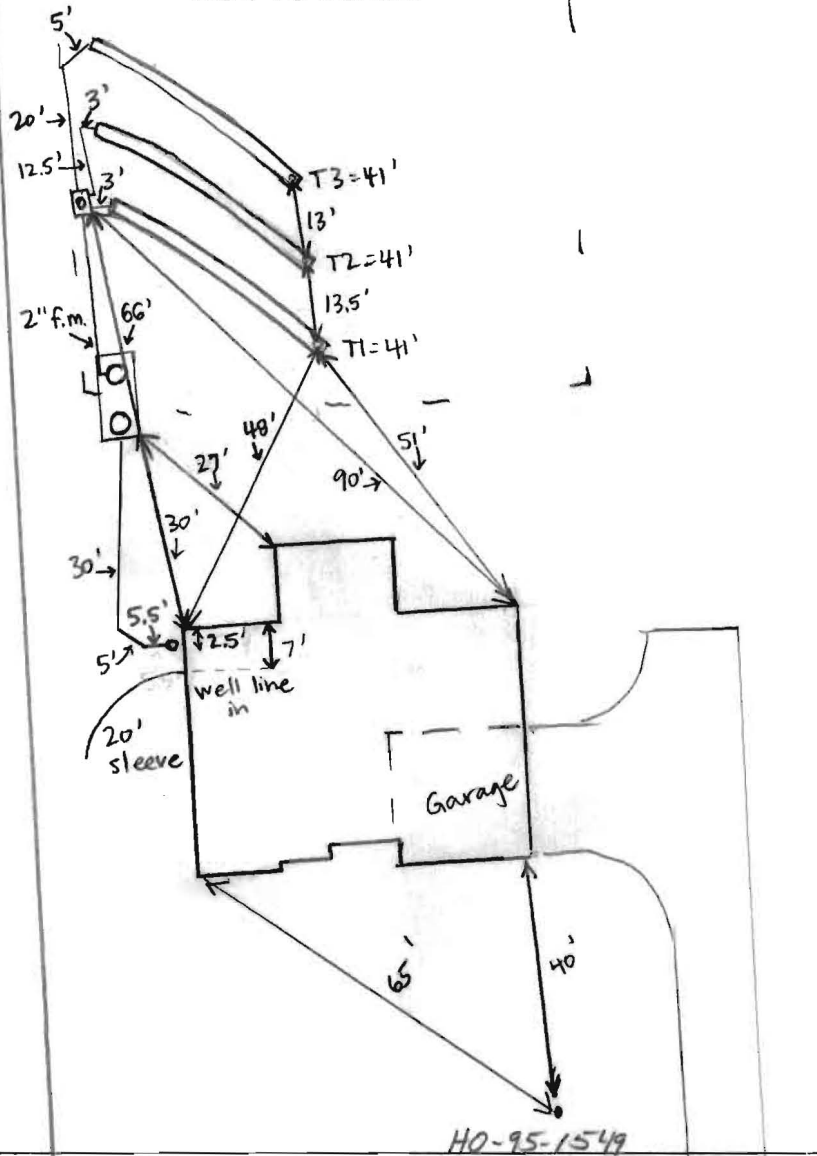 5'
20'
3'
12.5'
3'
T3=41'
13'
T2=41'
13.5'
T1=41'
2" f.m.
66'
48'
51'
27'
90'
30'
30'
5.5'
5'
2.5'
7'
well line
in
20'
sleeve
Garage
65'
40'
HO-95-1549